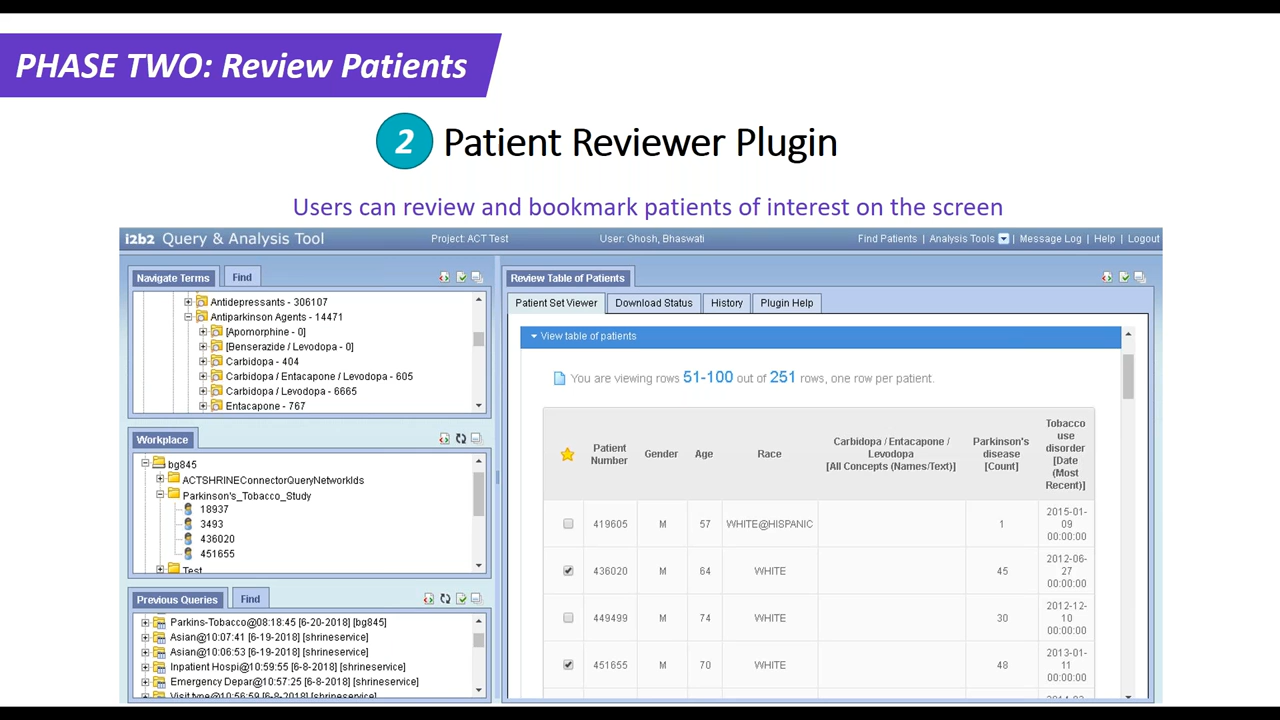 PHASE TWO: Review Patients
2 Patient Reviewer Plugin
Users can review and bookmark patients of interest on the screen
i2b2 Query & Analysis Tool
Project: ACT Test
User: Ghosh, Bhaswati
Find Patients | Analysis Tools | Message Log | Help | Logout
Navigate Terms
Find
Antidepressants - 306107
Antiparkinson Agents - 14471
[Apomorphine - 0]
[Benserazide / Levodopa - 0]
Carbidopa - 404
Carbidopa / Entacapone / Levodopa - 605
Carbidopa / Levodopa - 6665
Entacapone - 767
Workplace
bg845
ACTSHRINEConnectorQueryNetworkIds
Parkinson's_Tobacco_Study
18937
3493
436020
451655
Test
Previous Queries
Find
Parkins-Tobacco@08:18:45 [6-20-2018] [bg845]
Asian@10:07:41 [6-19-2018] [shrineservice]
Asian@10:06:53 [6-19-2018] [shrineservice]
Inpatient Hospi@10:59:55 [6-8-2018] [shrineservice]
Emergency Depar@10:57:25 [6-8-2018] [shrineservice]
Visit type@10:56:59 [6-8-2018] [shrineservice]
Review Table of Patients
Patient Set Viewer
Download Status
History
Plugin Help
View table of patients
You are viewing rows 51-100 out of 251 rows, one row per patient.
Patient
Number
Gender
Age
Race
Carbidopa / Entacapone /
Levodopa
[All Concepts (Names/Text)]
Parkinson's
disease
[Count]
Tobacco
use
disorder
[Date
(Most
Recent)]
419605 M 57 WHITE@HISPANIC 1 2015-01-
09
00:00:00
436020 M 64 WHITE 45 2012-06-
27
00:00:00
449499 M 74 WHITE 30 2012-12-
10
00:00:00
451655 M 70 WHITE 48 2013-01-
11
00:00:00